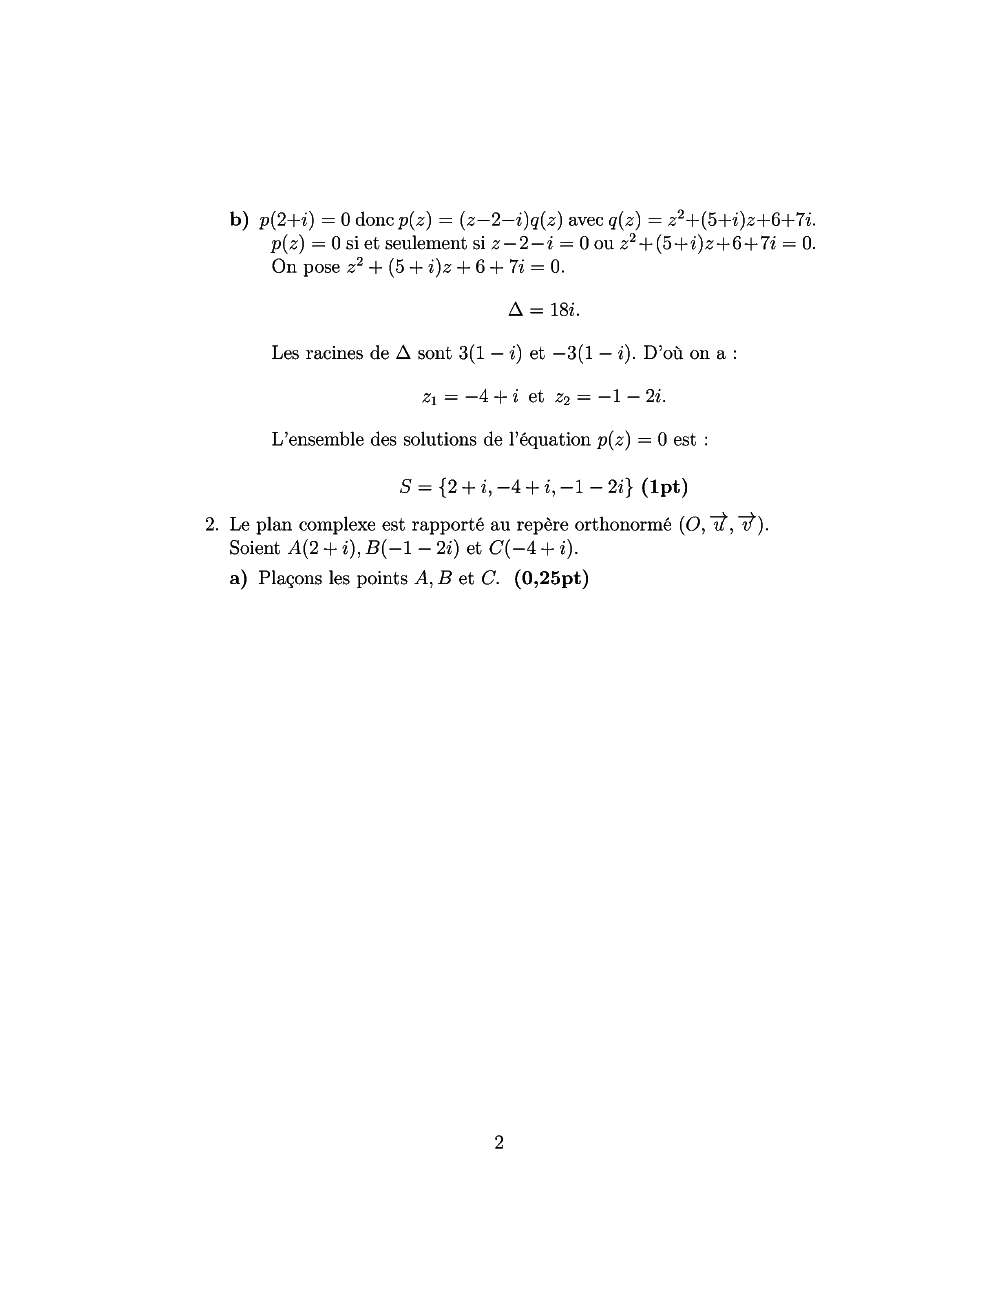 b) p(2+i) = 0 donc p(z) = (z−2−i)q(z) avec q(z) = z²+(5+i)z+6+7i.
p(z) = 0 si et seulement si z−2−i = 0 ou z²+(5+i)z+6+7i = 0.
On pose z² + (5 + i)z + 6 + 7i = 0.
Δ = 18i.
Les racines de Δ sont 3(1 − i) et −3(1 − i). D'où on a :
z₁ = −4 + i et z₂ = −1 − 2i.
L'ensemble des solutions de l'équation p(z) = 0 est :
S = {2 + i, −4 + i, −1 − 2i} (1pt)
2. Le plan complexe est rapporté au repère orthonormé (O, u⃗, v⃗).
Soient A(2 + i), B(−1 − 2i) et C(−4 + i).
a) Plaçons les points A, B et C. (0,25pt)
2